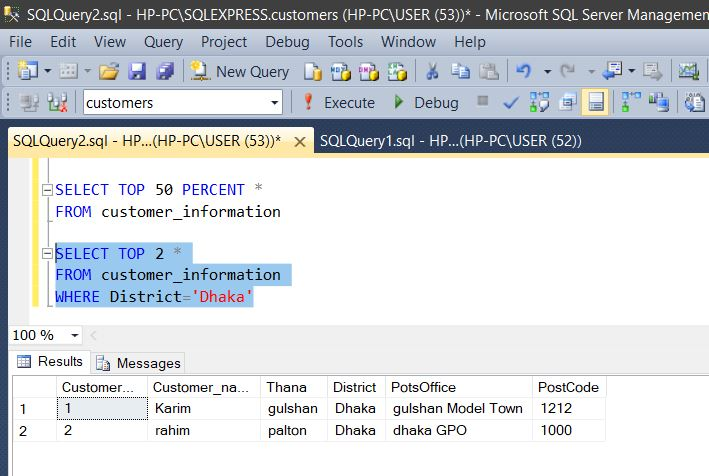 SQLQuery2.sql - HP-PC\SQLEXPRESS.customers (HP-PC\USER (53))* - Microsoft SQL Server Managemen
File Edit View Query Project Debug Tools Window Help
New Query
customers Execute Debug
SQLQuery2.sql - HP...(HP-PC\USER (53))* SQLQuery1.sql - HP...(HP-PC\USER (52))
SELECT TOP 50 PERCENT *
FROM customer_information
SELECT TOP 2 *
FROM customer_information
WHERE District='Dhaka'
100 %
Results Messages
Customer... Customer_na... Thana District PotsOffice PostCode
1 1 Karim gulshan Dhaka gulshan Model Town 1212
2 2 rahim palton Dhaka dhaka GPO 1000